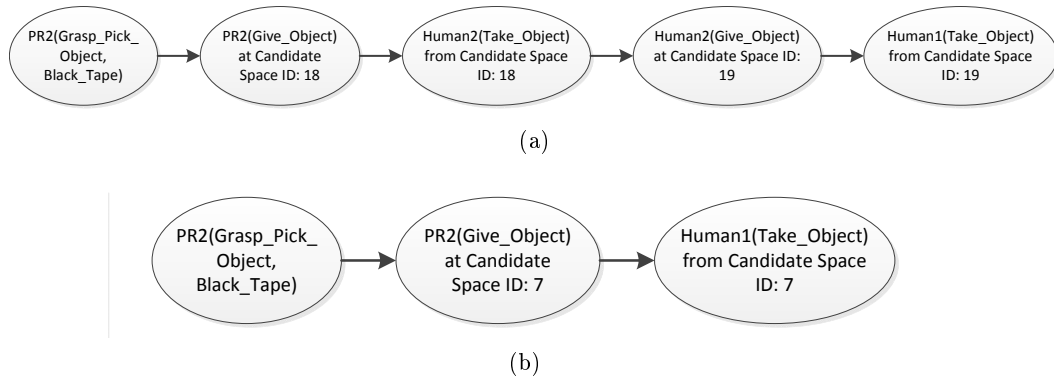 PR2(Grasp_Pick_
Object,
Black_Tape)
PR2(Give_Object)
at Candidate
Space ID: 18
Human2(Take_Object)
from Candidate Space
ID: 18
Human2(Give_Object)
at Candidate Space ID:
19
Human1(Take_Object)
from Candidate Space
ID: 19
(a)
PR2(Grasp_Pick_
Object,
Black_Tape)
PR2(Give_Object)
at Candidate
Space ID: 7
Human1(Take_Object)
from Candidate Space
ID: 7
(b)